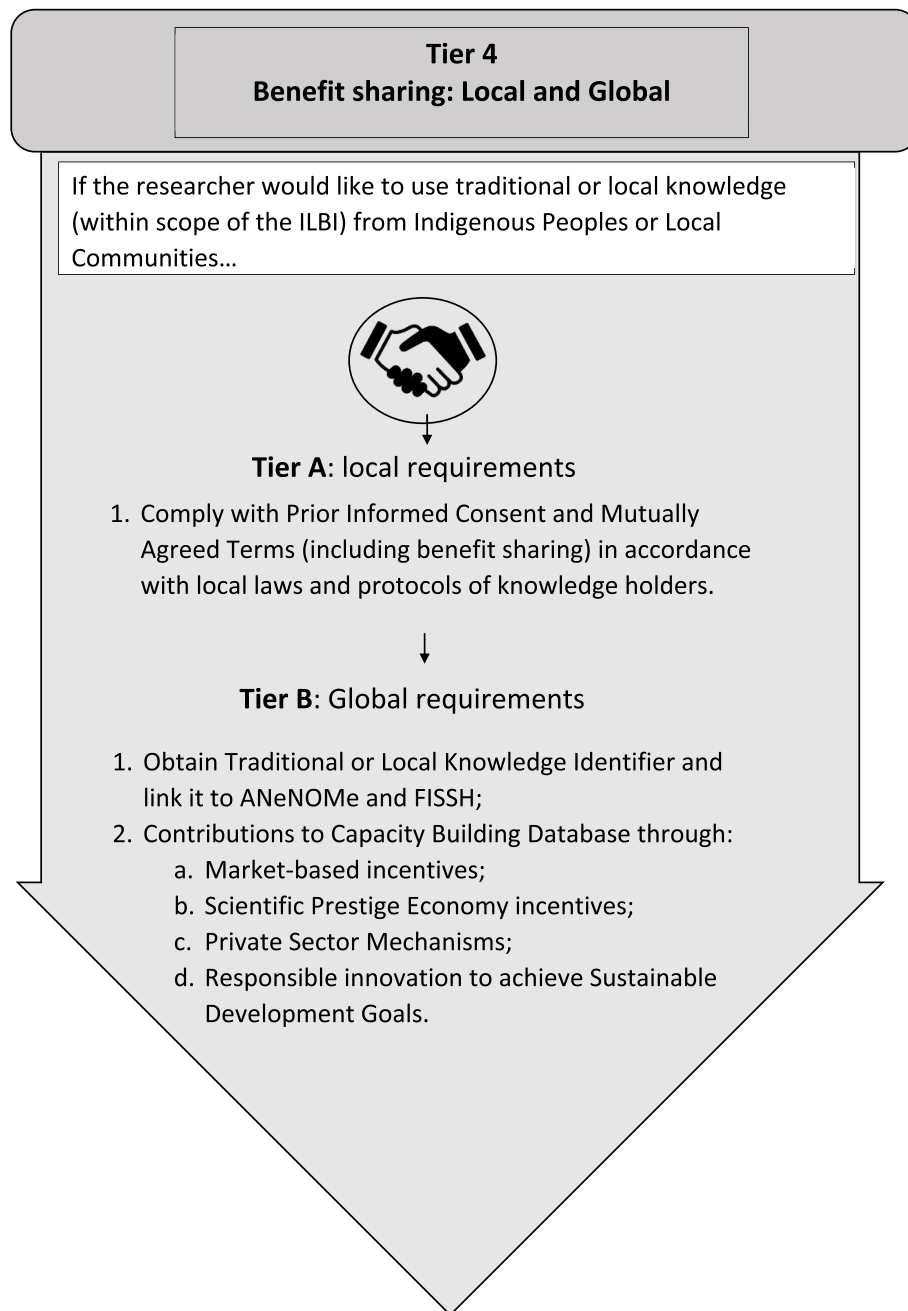 Tier 4
Benefit sharing: Local and Global
If the researcher would like to use traditional or local knowledge
(within scope of the ILBI) from Indigenous Peoples or Local
Communities…
Tier A: local requirements
1. Comply with Prior Informed Consent and Mutually
Agreed Terms (including benefit sharing) in accordance
with local laws and protocols of knowledge holders.
Tier B: Global requirements
1. Obtain Traditional or Local Knowledge Identifier and
link it to ANeNOMe and FISSH;
2. Contributions to Capacity Building Database through:
a. Market-based incentives;
b. Scientific Prestige Economy incentives;
c. Private Sector Mechanisms;
d. Responsible innovation to achieve Sustainable
Development Goals.